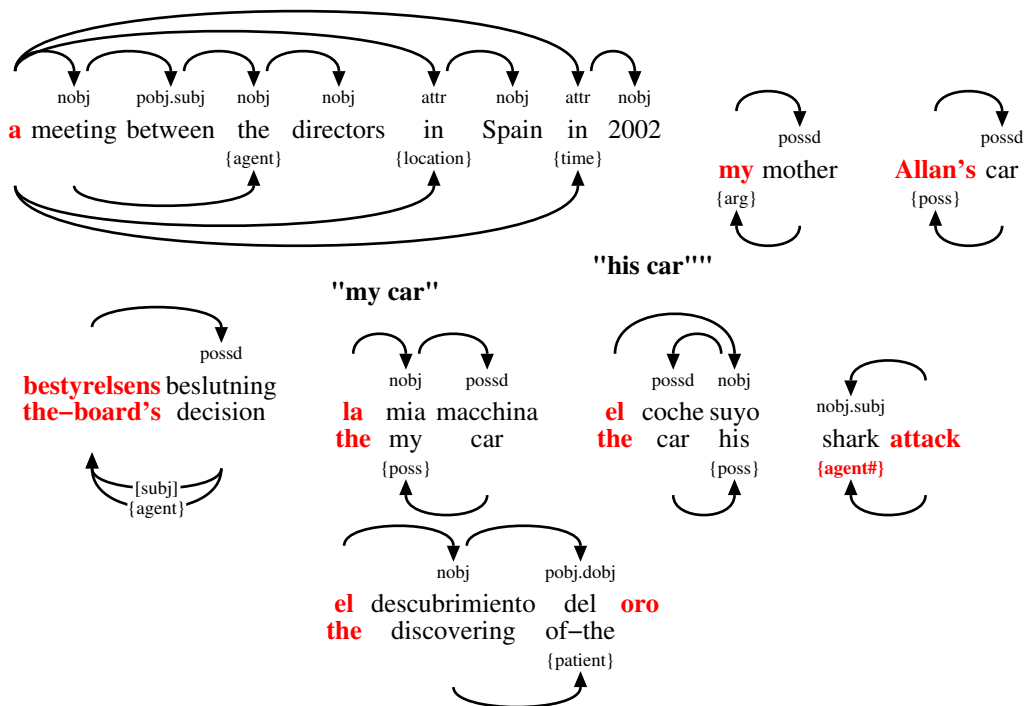 nobj pobj.subj nobj nobj attr nobj attr nobj
a meeting between the directors in Spain in 2002
{agent} {location} {time}
possd
my mother
{arg}
possd
Allan's car
{poss}
"my car"
"his car""
possd
bestyrelsens beslutning
the−board's decision
[subj]
{agent}
nobj possd
la mia macchina
the my car
{poss}
possd nobj
el coche suyo
the car his
{poss}
nobj.subj
shark attack
{agent#}
nobj pobj.dobj
el descubrimiento del oro
the discovering of−the
{patient}